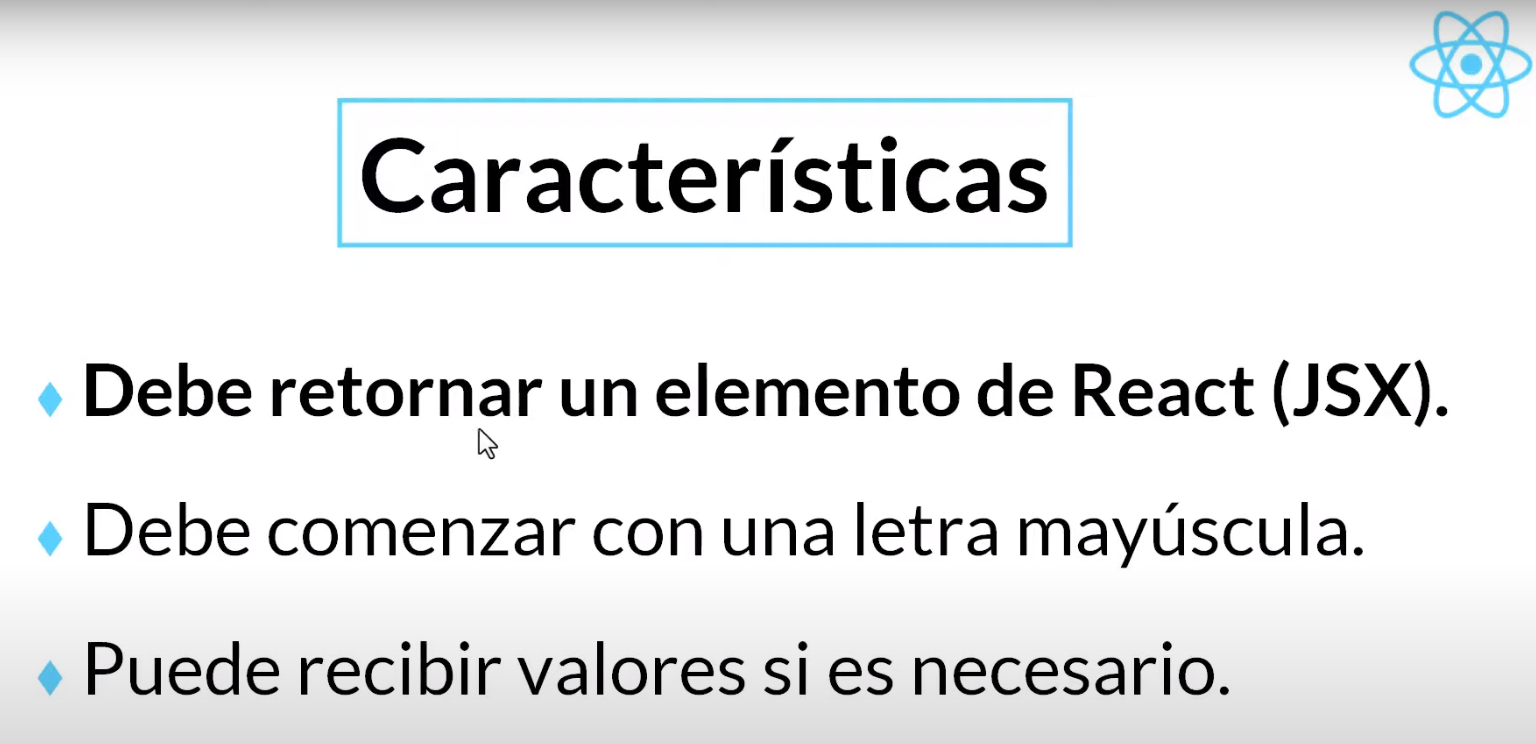 Características
Debe retornar un elemento de React (JSX).
Debe comenzar con una letra mayúscula.
Puede recibir valores si es necesario.